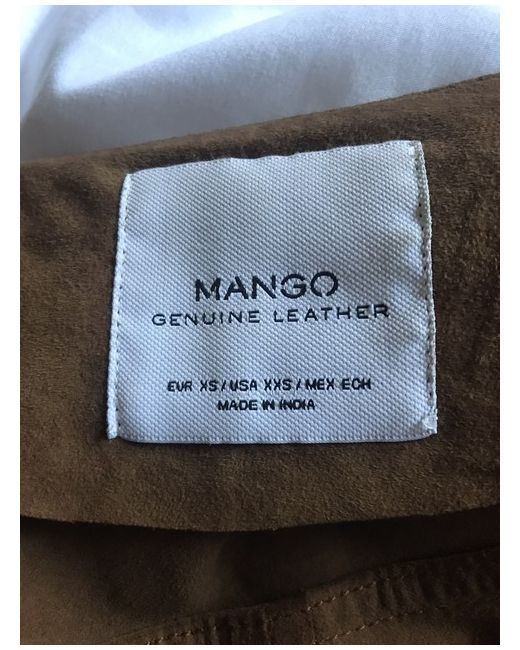 MANGO
GENUINE LEATHER
EUR XS / USA XXS / MEX ECH
MADE IN INDIA